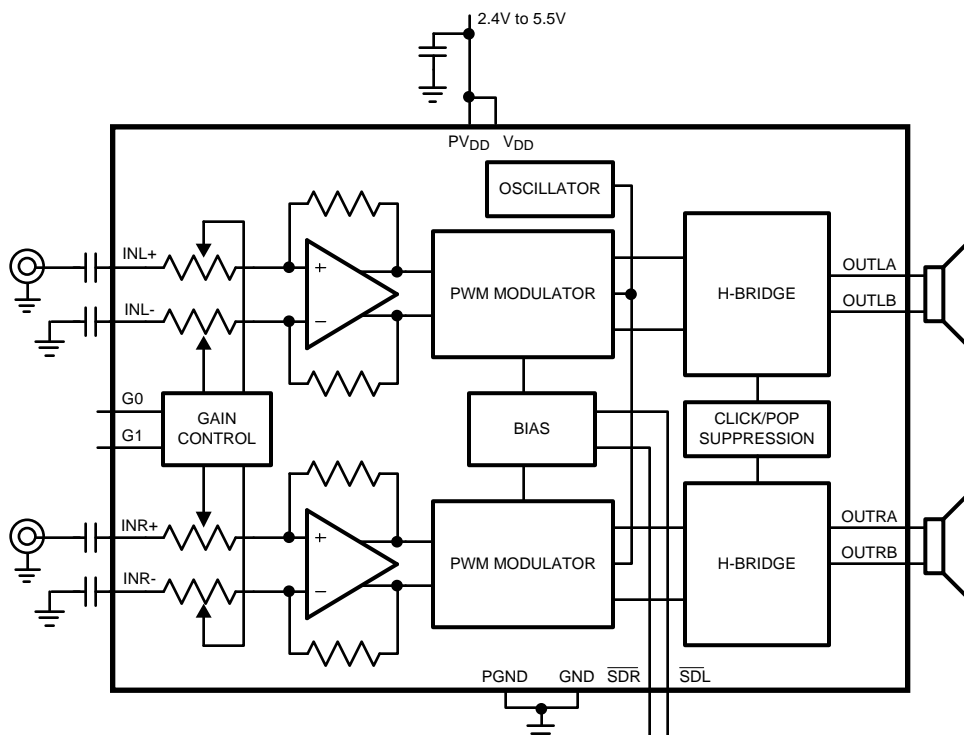 2.4V to 5.5V
PVDD VDD
OSCILLATOR
INL+
+
PWM MODULATOR
H-BRIDGE
OUTLA
OUTLB
INL-
−
G0
G1
GAIN
CONTROL
BIAS
CLICK/POP
SUPPRESSION
INR+
+
PWM MODULATOR
H-BRIDGE
OUTRA
OUTRB
INR-
−
PGND GND SDR SDL